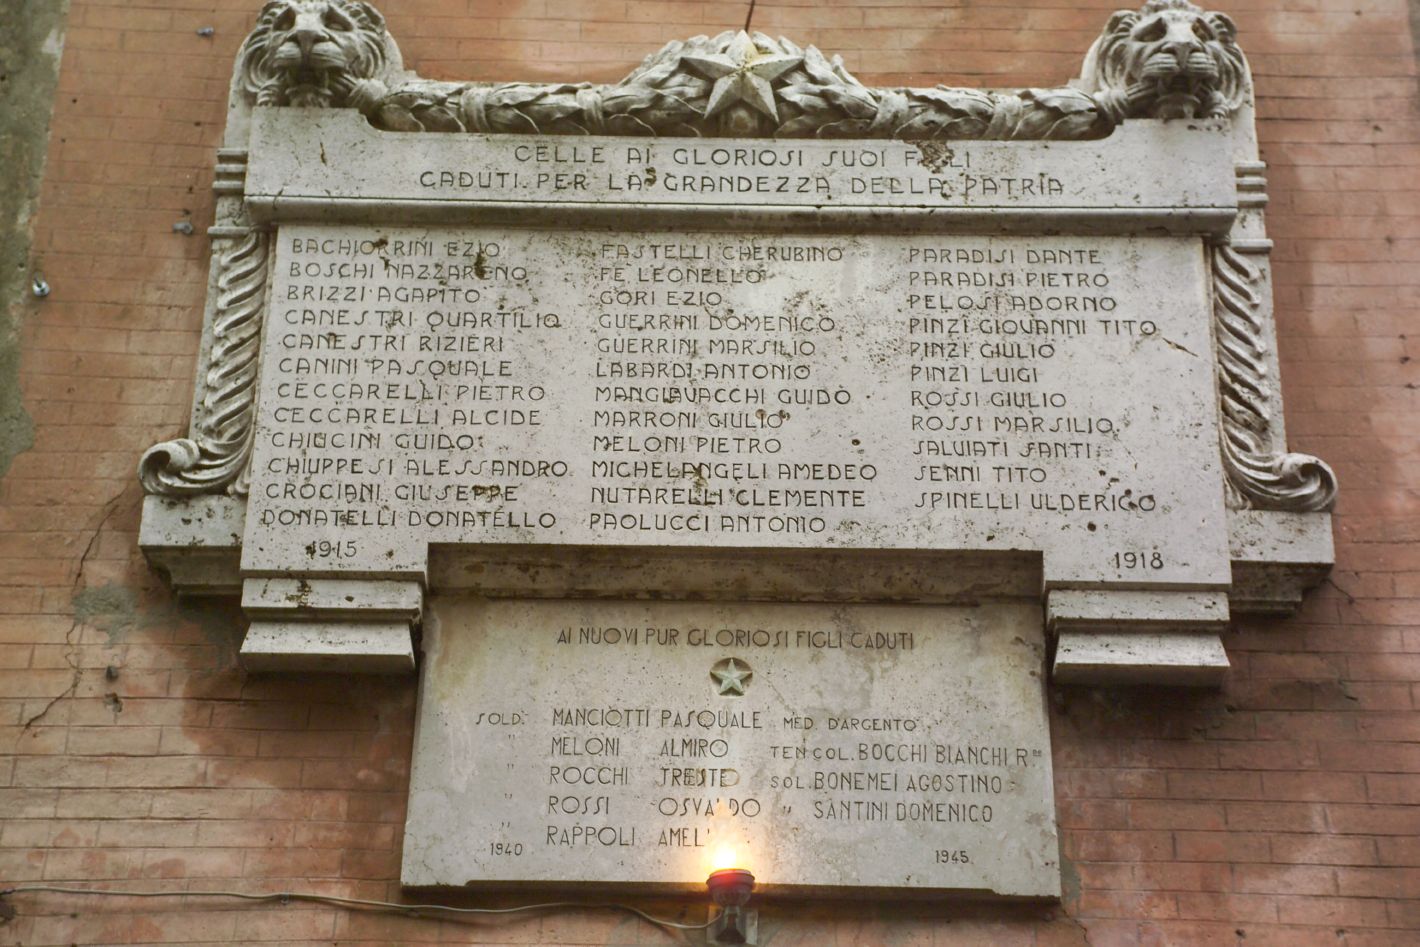 CELLE AI GLORIOSI SUOI FIGLI
CADUTI PER LA GRANDEZZA DELLA PATRIA
BACHIORRINI EZIO
BOSCHI NAZZARENO
BRIZZI AGAPITO
CANESTRI QUARTILIO
CANESTRI RIZIERI
CANINI PASQUALE
CECCARELLI PIETRO
CECCARELLI ALCIDE
CHIUCINI GUIDO
CHIUPPESI ALESSANDRO
CROCIANI GIUSEPPE
DONATELLI DONATELLO
1915
FASTELLI CHERUBINO
FE LEONELLO
GORI EZIO
GUERRINI DOMENICO
GUERRINI MARSILIO
LABARDI ANTONIO
MANGIAVACCHI GUIDO
MARRONI GIULIO
MELONI PIETRO
MICHELANGELI AMEDEO
NUTARELLI CLEMENTE
PAOLUCCI ANTONIO
PARADISI DANTE
PARADISI PIETRO
PELOSI ADORNO
PINZI GIOVANNI TITO
PINZI GIULIO
PINZI LUIGI
ROSSI GIULIO
ROSSI MARSILIO
SALVIATI SANTI
SENNI TITO
SPINELLI ULDERICO
1918
AI NUOVI PUR GLORIOSI FIGLI CADUTI
SOLD. MANCIOTTI PASQUALE MED. D'ARGENTO
" MELONI ALMIRO TEN. COL. BOCCHI BIANCHI R.
" ROCCHI TRESTE SOL. BONEMEI AGOSTINO
" ROSSI OSVALDO " SANTINI DOMENICO
" RAPPOLI
1940 1945